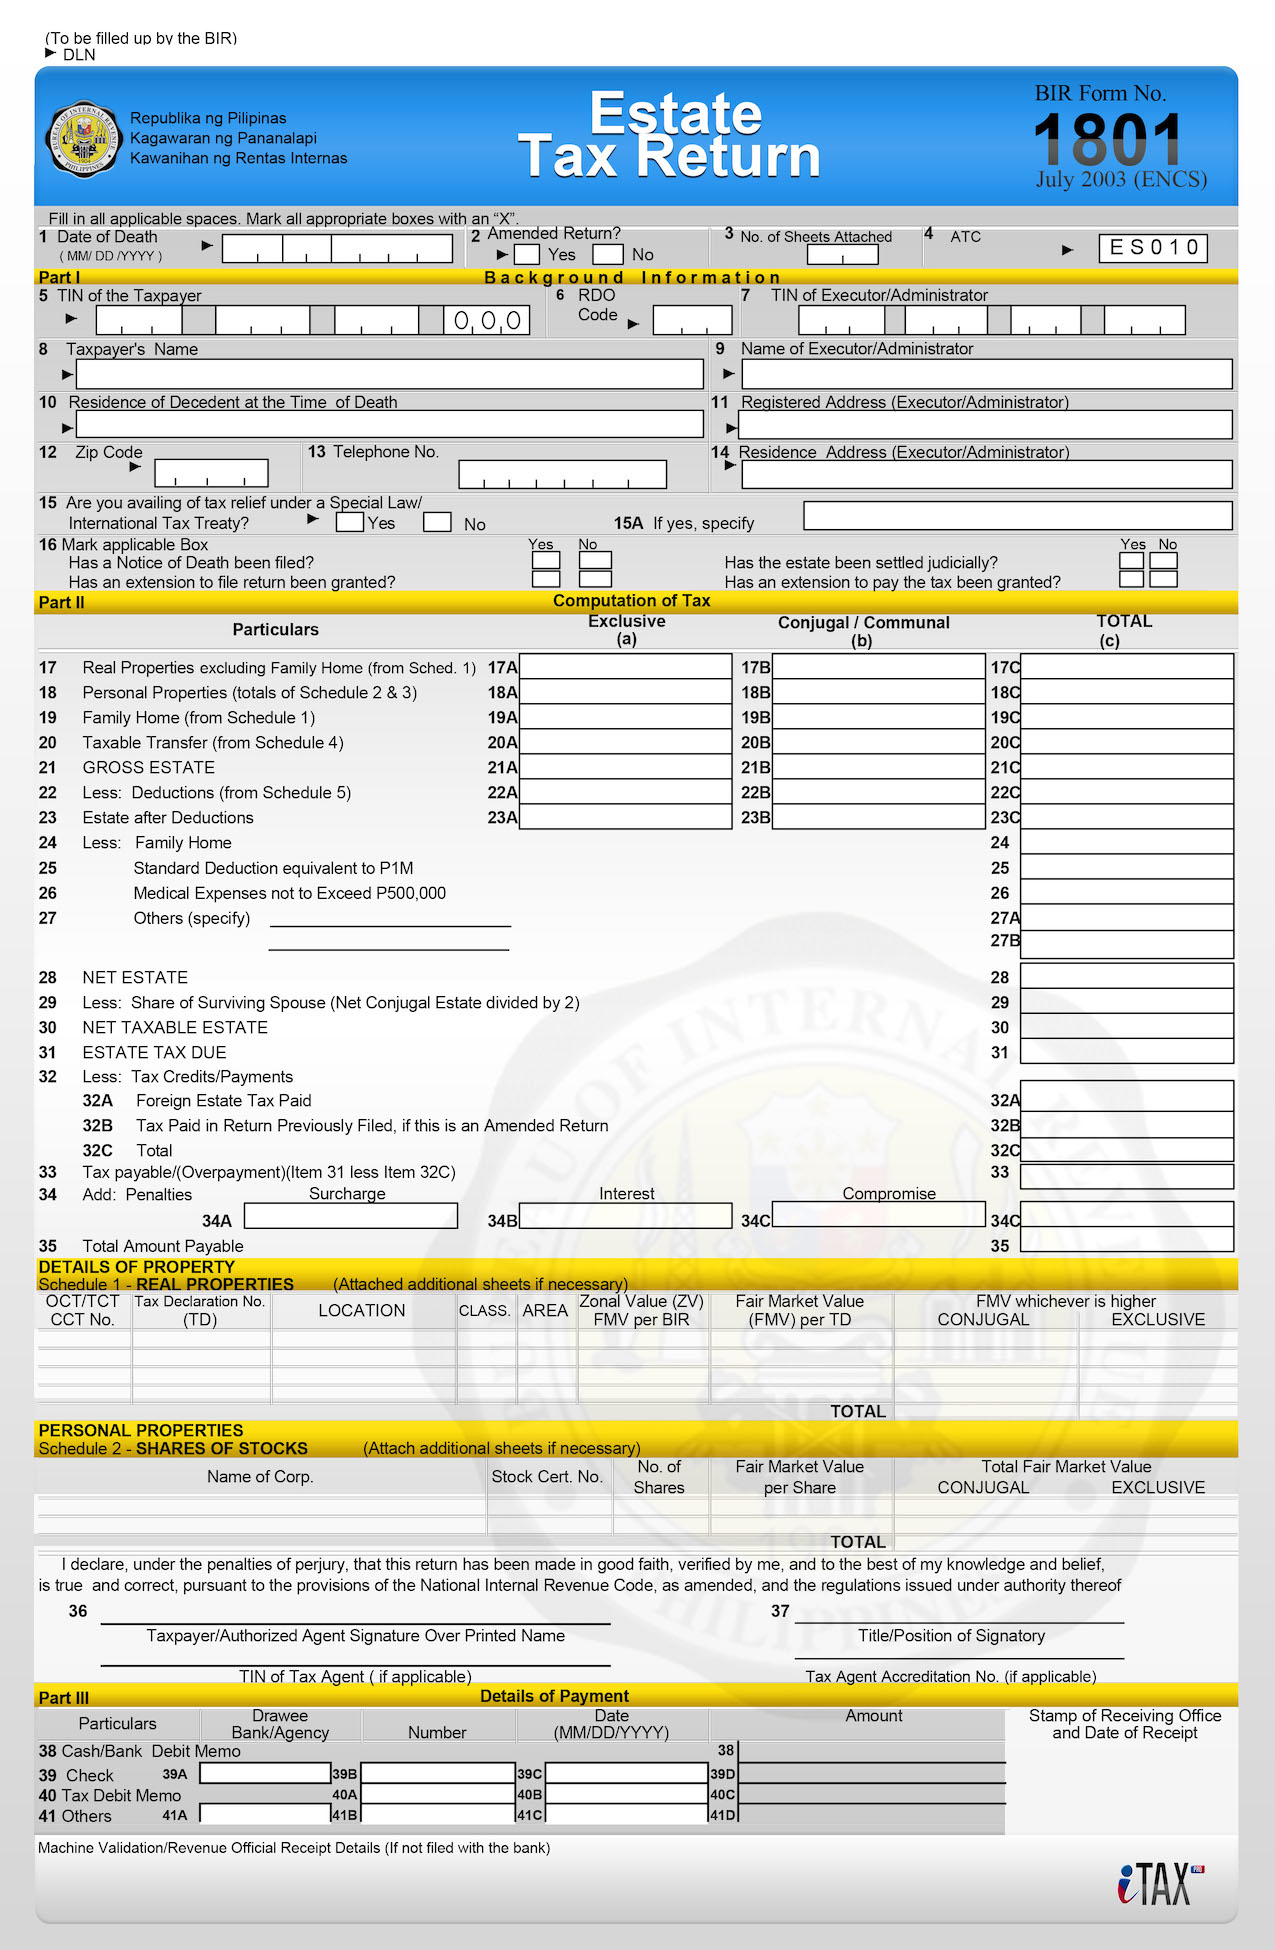 (To be filled up by the BIR)
DLN
Republika ng Pilipinas
Kagawaran ng Pananalapi
Kawanihan ng Rentas Internas
Estate
Tax Return
BIR Form No.
1801
July 2003 (ENCS)
BUREAU OF INTERNAL REVENUE
1904
PHILIPPINES
Fill in all applicable spaces. Mark all appropriate boxes with an “X”.
1 Date of Death
( MM/ DD /YYYY )
2 Amended Return?
Yes No
3 No. of Sheets Attached
4 ATC
ES010
Part I Background Information
5 TIN of the Taxpayer
0 0 0
6 RDO
Code
7 TIN of Executor/Administrator
8 Taxpayer's Name
9 Name of Executor/Administrator
10 Residence of Decedent at the Time of Death
11 Registered Address (Executor/Administrator)
12 Zip Code
13 Telephone No.
14 Residence Address (Executor/Administrator)
15 Are you availing of tax relief under a Special Law/
International Tax Treaty? Yes No
15A If yes, specify
16 Mark applicable Box Yes No Yes No
Has a Notice of Death been filed? Has the estate been settled judicially?
Has an extension to file return been granted? Has an extension to pay the tax been granted?
Part II Computation of Tax
Particulars
Exclusive
(a)
Conjugal / Communal
(b)
TOTAL
(c)
17 Real Properties excluding Family Home (from Sched. 1) 17A 17B 17C
18 Personal Properties (totals of Schedule 2 & 3) 18A 18B 18C
19 Family Home (from Schedule 1) 19A 19B 19C
20 Taxable Transfer (from Schedule 4) 20A 20B 20C
21 GROSS ESTATE 21A 21B 21C
22 Less: Deductions (from Schedule 5) 22A 22B 22C
23 Estate after Deductions 23A 23B 23C
24 Less: Family Home 24
25 Standard Deduction equivalent to P1M 25
26 Medical Expenses not to Exceed P500,000 26
27 Others (specify) 27A
27B
28 NET ESTATE 28
29 Less: Share of Surviving Spouse (Net Conjugal Estate divided by 2) 29
30 NET TAXABLE ESTATE 30
31 ESTATE TAX DUE 31
32 Less: Tax Credits/Payments
32A Foreign Estate Tax Paid 32A
32B Tax Paid in Return Previously Filed, if this is an Amended Return 32B
32C Total 32C
33 Tax payable/(Overpayment)(Item 31 less Item 32C) 33
34 Add: Penalties Surcharge Interest Compromise
34A 34B 34C 34C
35 Total Amount Payable 35
DETAILS OF PROPERTY
Schedule 1 - REAL PROPERTIES (Attached additional sheets if necessary)
OCT/TCT
CCT No.
Tax Declaration No.
(TD)
LOCATION
CLASS.
AREA
Zonal Value (ZV)
FMV per BIR
Fair Market Value
(FMV) per TD
FMV whichever is higher
CONJUGAL EXCLUSIVE
TOTAL
PERSONAL PROPERTIES
Schedule 2 - SHARES OF STOCKS (Attach additional sheets if necessary)
Name of Corp.
Stock Cert. No.
No. of
Shares
Fair Market Value
per Share
Total Fair Market Value
CONJUGAL EXCLUSIVE
TOTAL
I declare, under the penalties of perjury, that this return has been made in good faith, verified by me, and to the best of my knowledge and belief,
is true and correct, pursuant to the provisions of the National Internal Revenue Code, as amended, and the regulations issued under authority thereof
36 37
Taxpayer/Authorized Agent Signature Over Printed Name Title/Position of Signatory
TIN of Tax Agent ( if applicable) Tax Agent Accreditation No. (if applicable)
BUREAU OF INTERNAL REVENUE
PHILIPPINES
Part III Details of Payment
Particulars
Drawee
Bank/Agency
Number
Date
(MM/DD/YYYY)
Amount
Stamp of Receiving Office
and Date of Receipt
38 Cash/Bank Debit Memo 38
39 Check 39A 39B 39C 39D
40 Tax Debit Memo 40A 40B 40C
41 Others 41A 41B 41C 41D
Machine Validation/Revenue Official Receipt Details (If not filed with the bank)
iTAX PRO